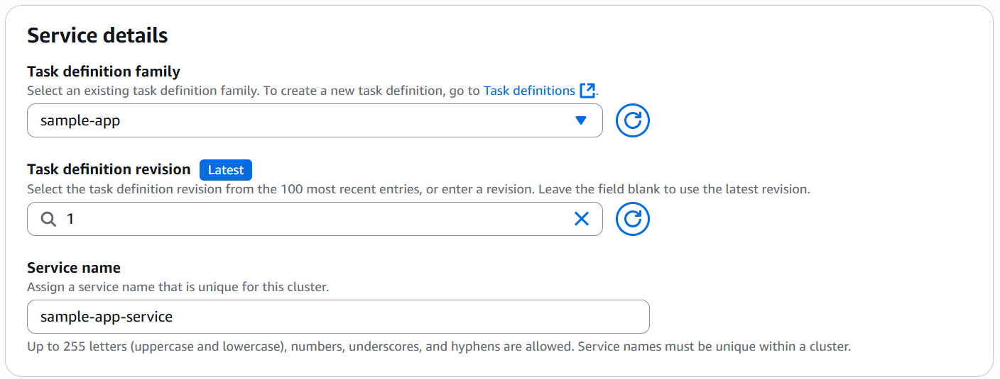 Service details
Task definition family
Select an existing task definition family. To create a new task definition, go to Task definitions.
sample-app
Task definition revision Latest
Select the task definition revision from the 100 most recent entries, or enter a revision. Leave the field blank to use the latest revision.
1
Service name
Assign a service name that is unique for this cluster.
sample-app-service
Up to 255 letters (uppercase and lowercase), numbers, underscores, and hyphens are allowed. Service names must be unique within a cluster.